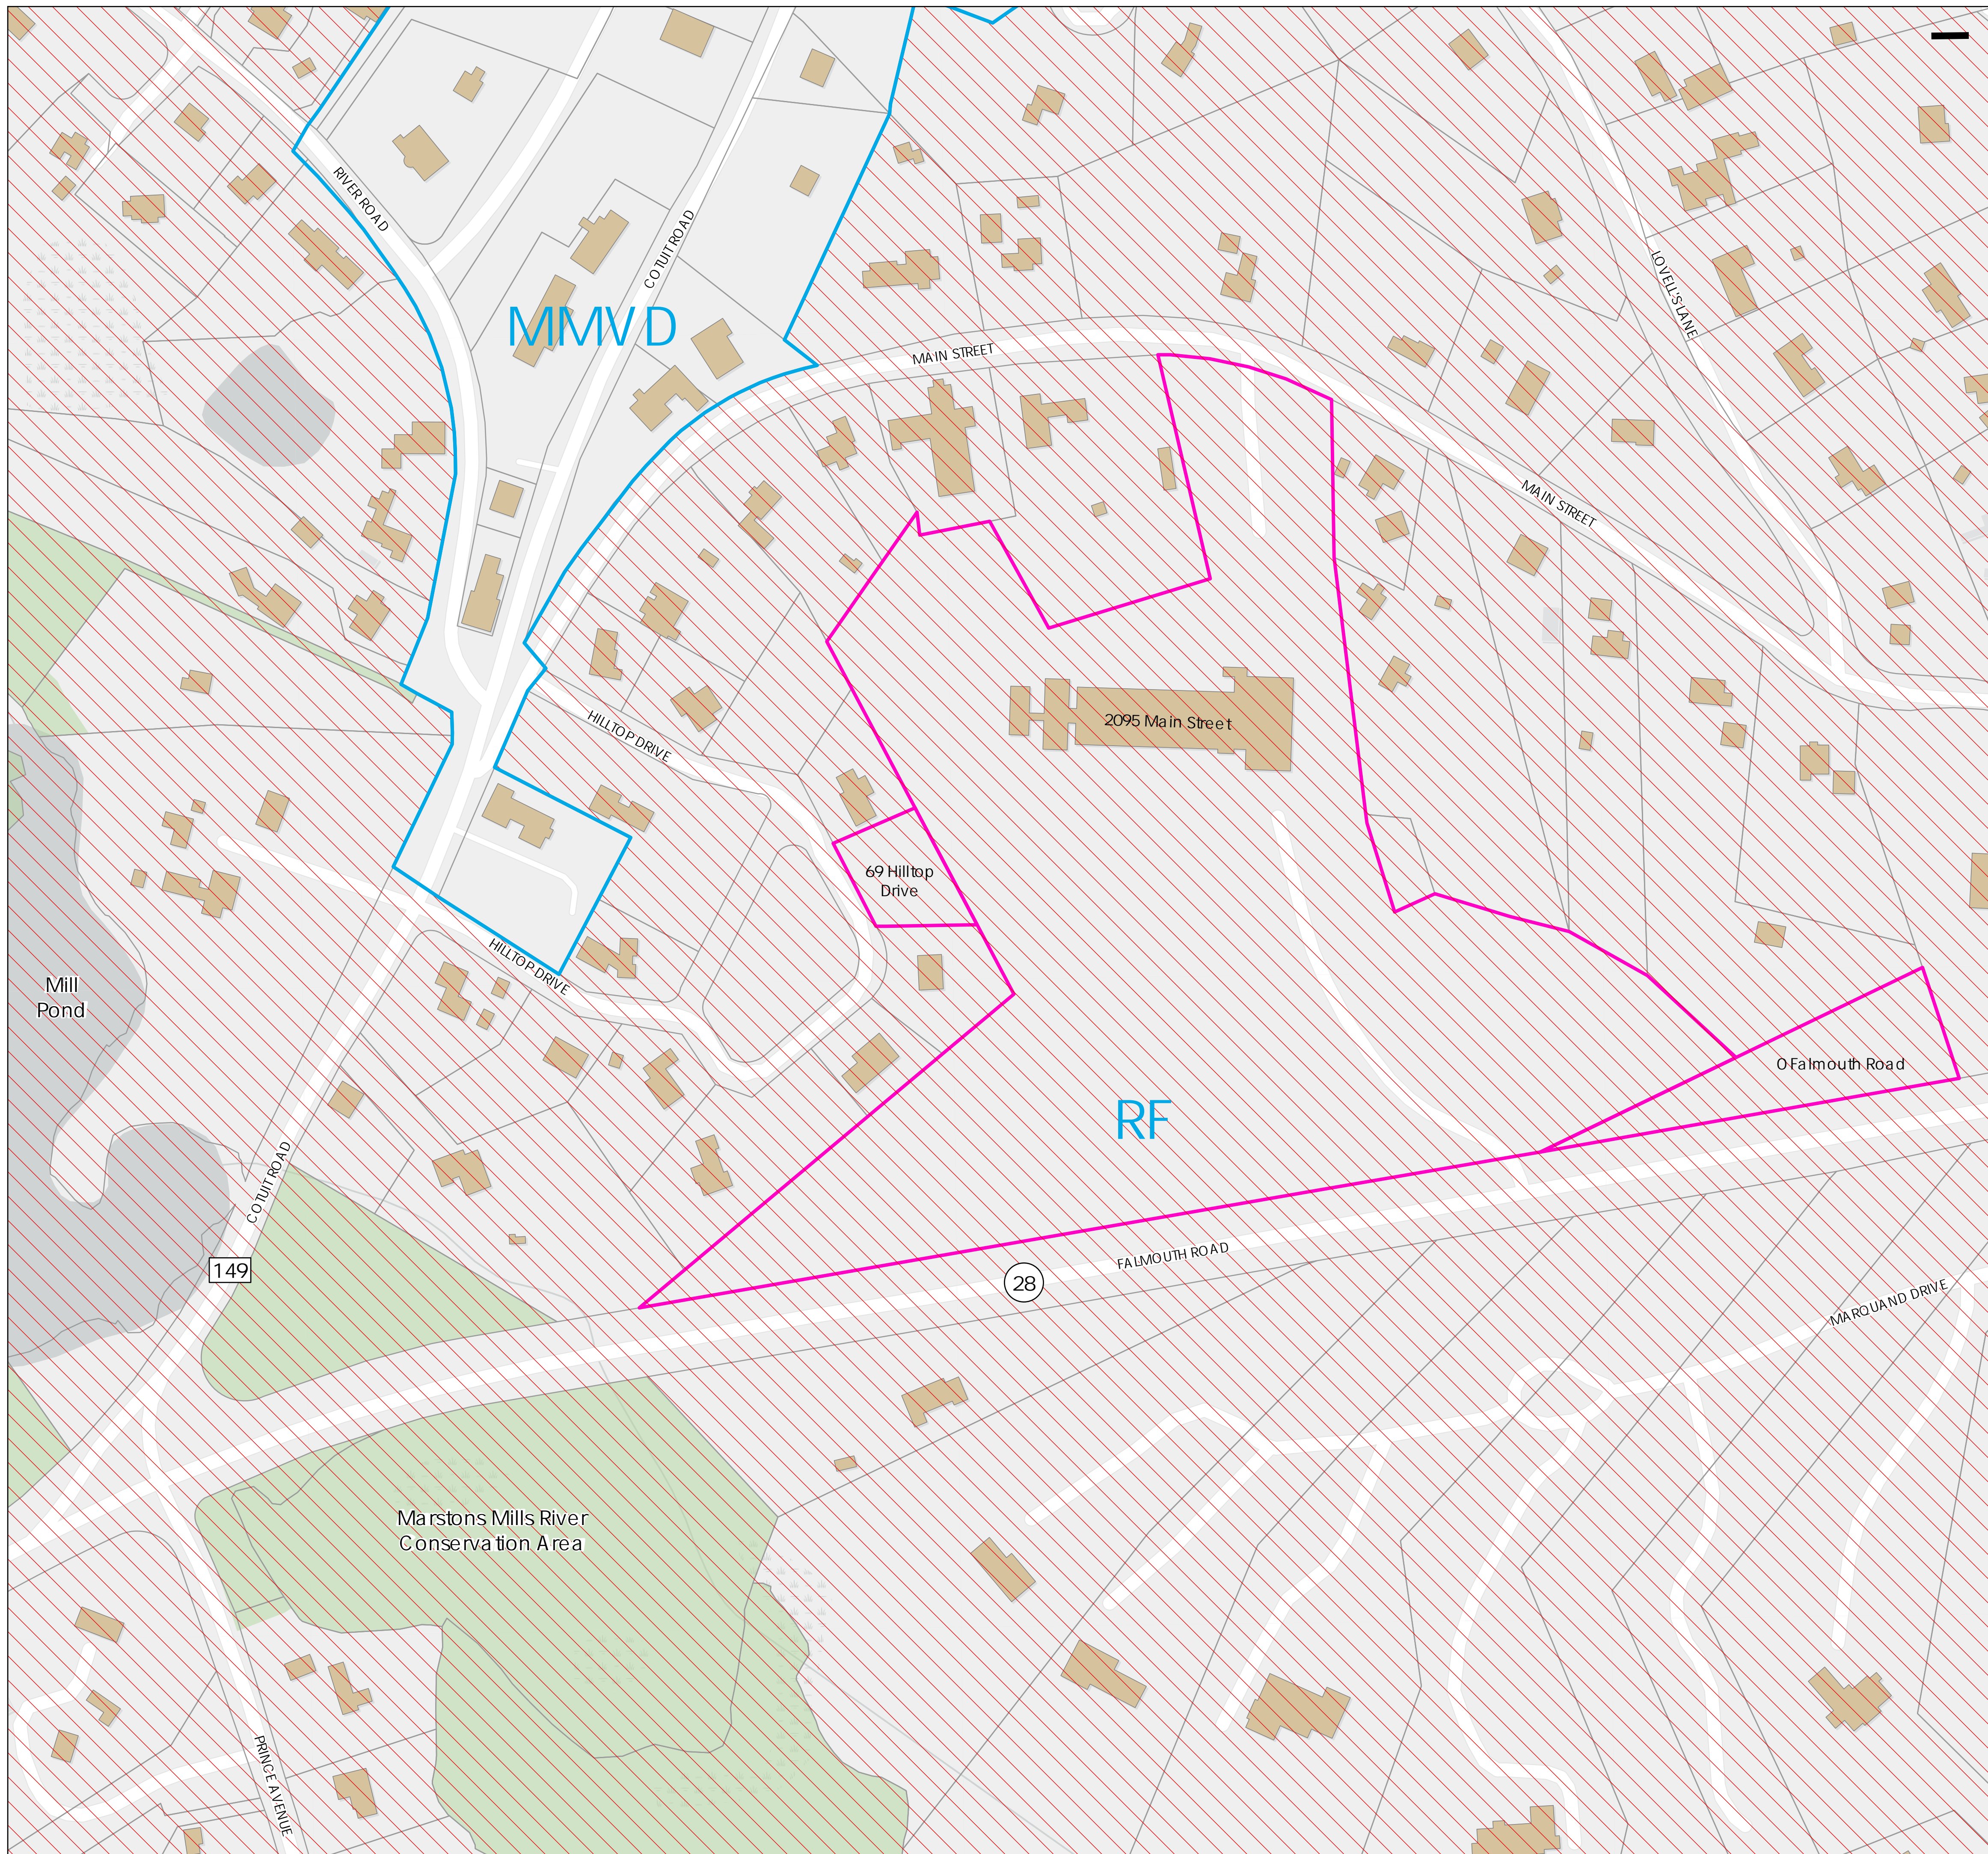 RIVER ROAD
COTUIT ROAD
LOVELL'S LANE
MMVD
MAIN STREET
MAIN STREET
HILLTOP DRIVE
2095 Main Street
69 Hilltop
Drive
HILLTOP DRIVE
Mill
Pond
0 Falmouth Road
RF
COTUIT ROAD
149
FALMOUTH ROAD
28
MARQUAND DRIVE
Marstons Mills River
Conservation Area
PRINCE AVENUE